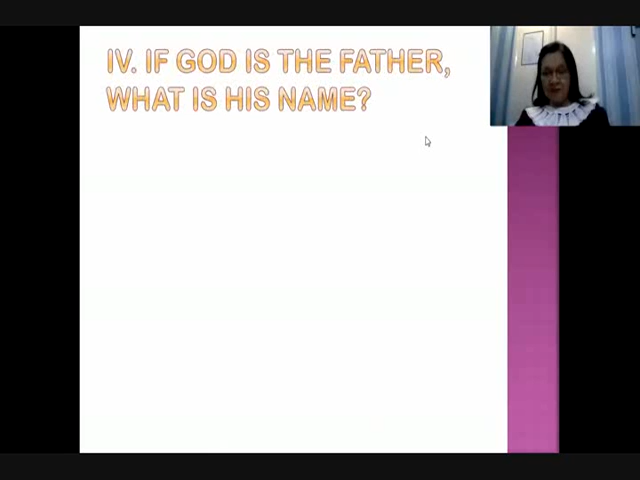 IV. IF GOD IS THE FATHER,
WHAT IS HIS NAME?